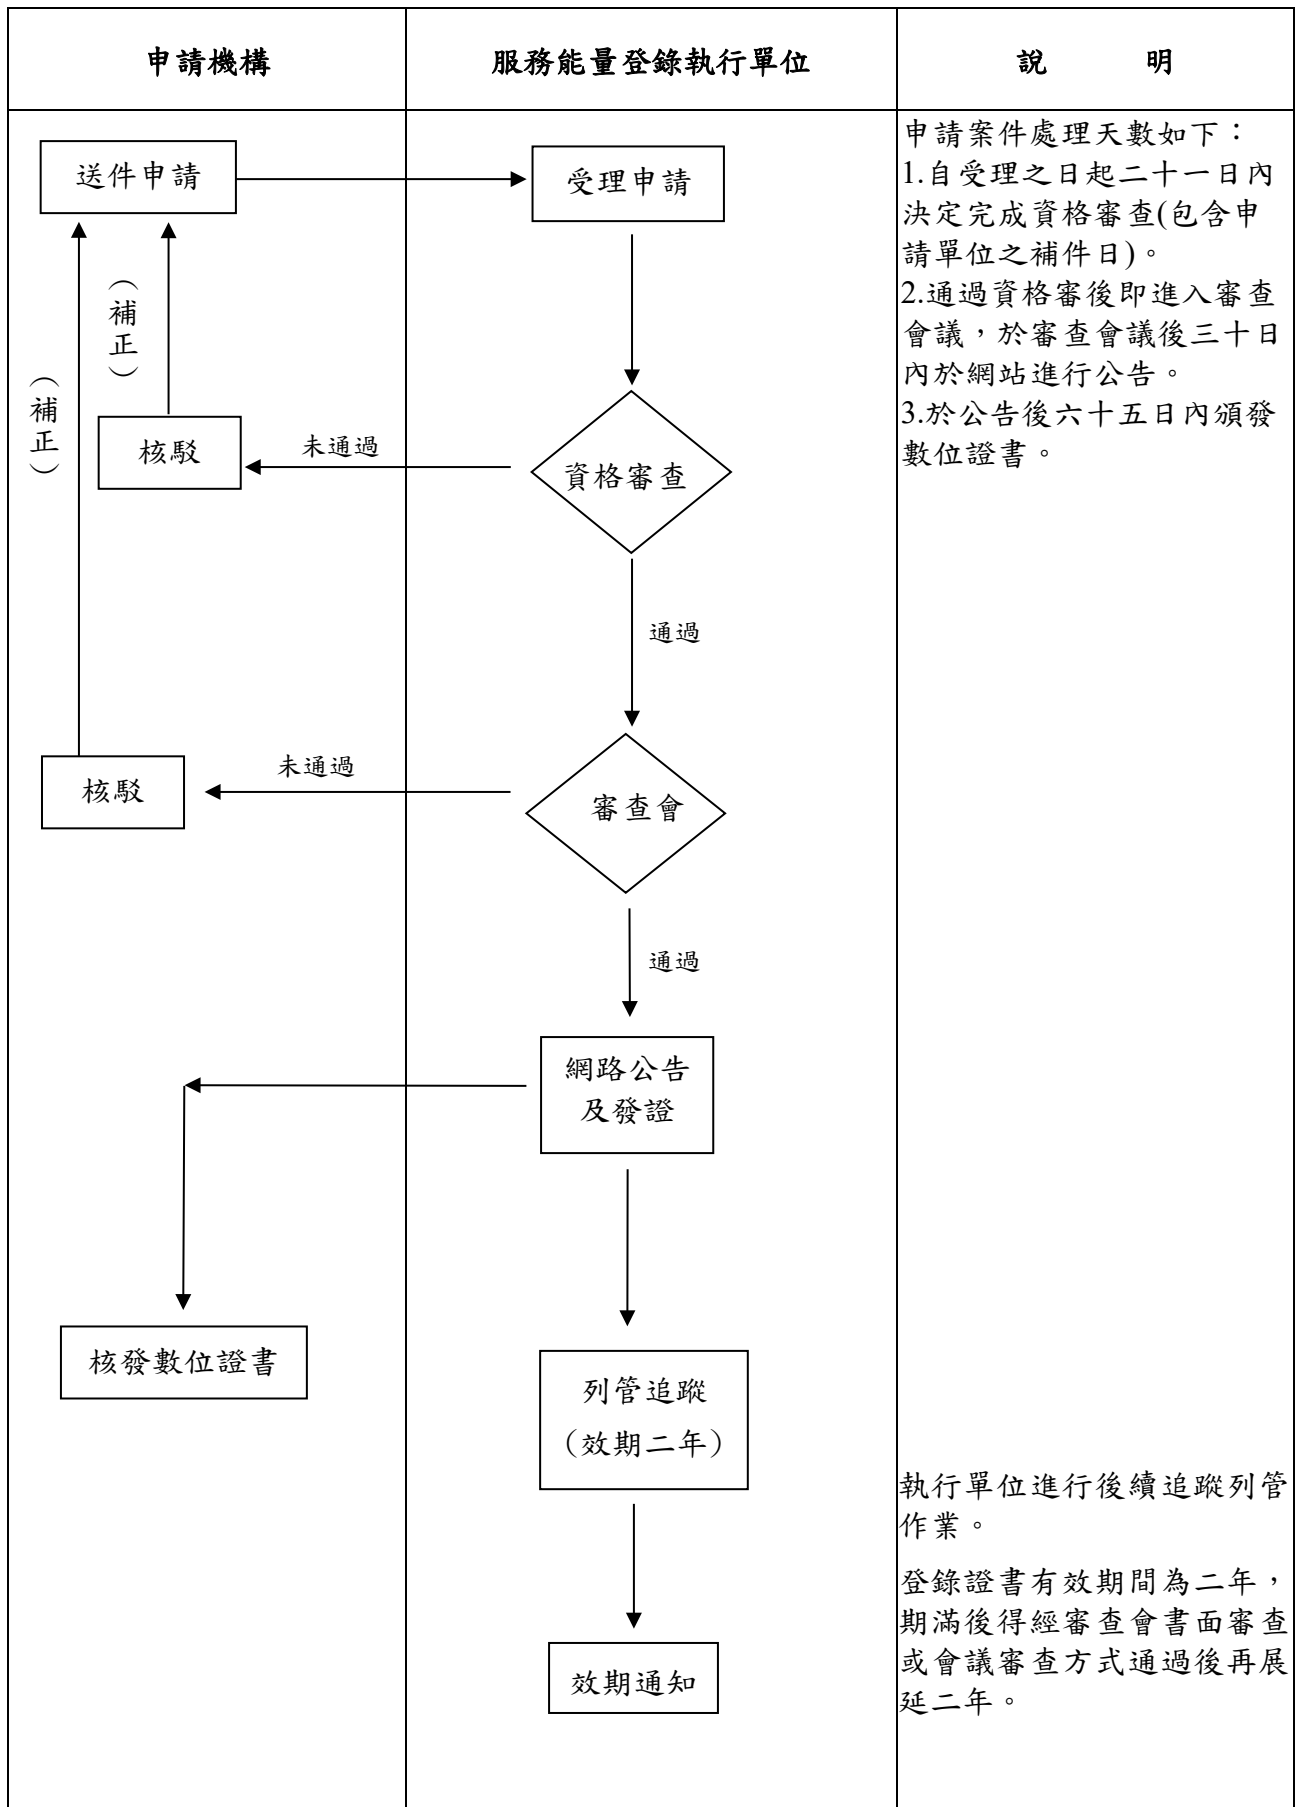 申請機構
服務能量登錄執行單位
說 明
送件申請
受理申請
(補正)
(補正)
核駁
未通過
資格審查
通過
核駁
未通過
審查會
通過
網路公告
及發證
核發數位證書
列管追蹤
(效期二年)
效期通知
申請案件處理天數如下：
1.自受理之日起二十一日內
決定完成資格審查(包含申
請單位之補件日)。
2.通過資格審後即進入審查
會議，於審查會議後三十日
內於網站進行公告。
3.於公告後六十五日內頒發
數位證書。
執行單位進行後續追蹤列管
作業。
登錄證書有效期間為二年，
期滿後得經審查會書面審查
或會議審查方式通過後再展
延二年。